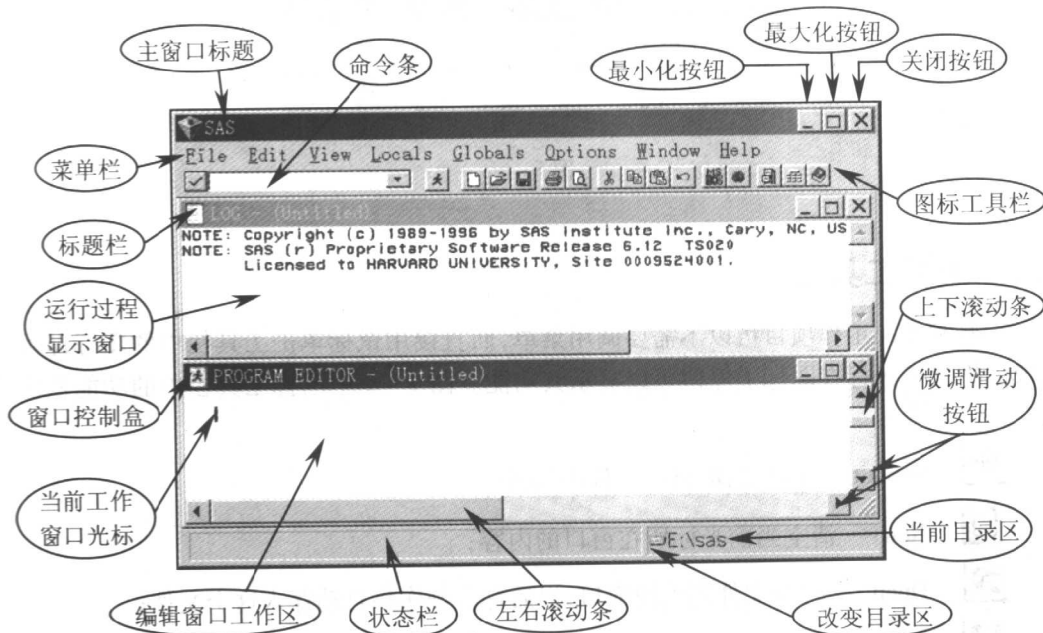 主窗口标题
命令条
最小化按钮
最大化按钮
关闭按钮
SAS
菜单栏
File Edit View Locals Globals Options Window Help
图标工具栏
标题栏
LOG - (Untitled)
NOTE: Copyright (c) 1989-1996 by SAS Institute Inc., Cary, NC, US
NOTE: SAS (r) Proprietary Software Release 6.12 TS020
Licensed to HARVARD UNIVERSITY, Site 0009524001.
运行过程
显示窗口
上下滚动条
PROGRAM EDITOR - (Untitled)
窗口控制盒
微调滑动
按钮
当前工作
窗口光标
E:\sas
当前目录区
编辑窗口工作区
状态栏
左右滚动条
改变目录区